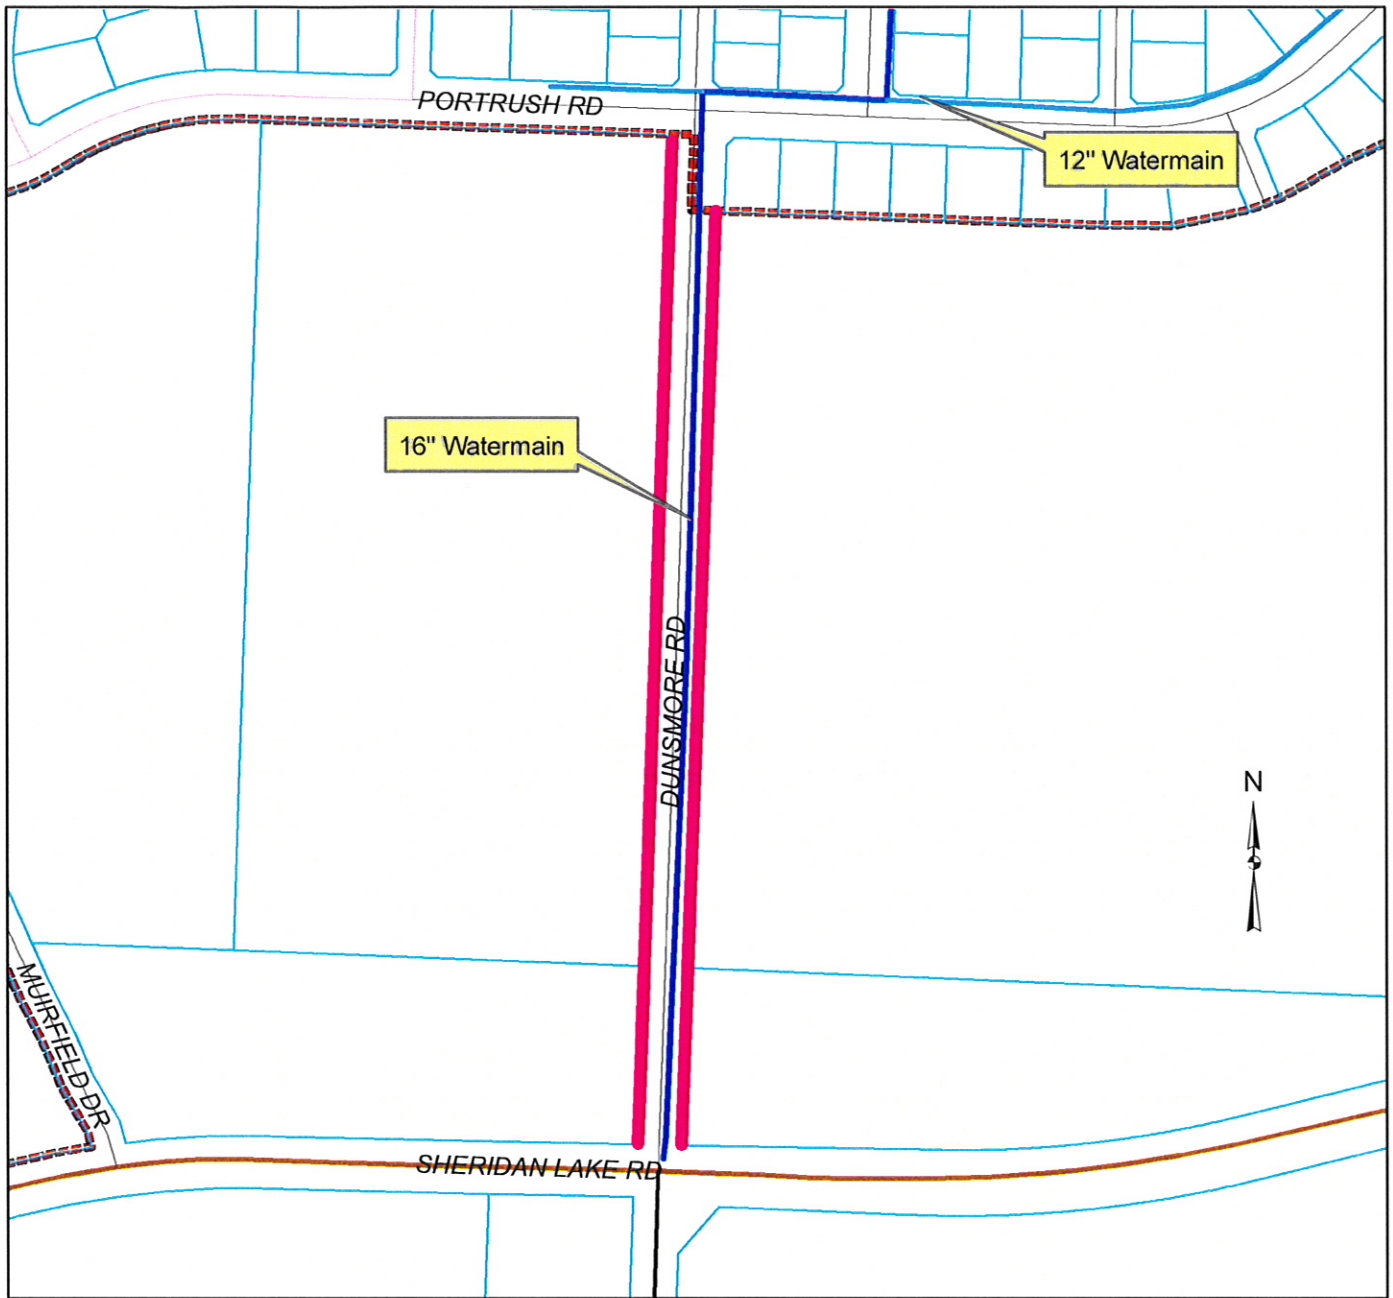 PORTRUSH RD
12" Watermain
16" Watermain
DUNSMORE RD
N
MUIRFIELD DR
SHERIDAN LAKE RD